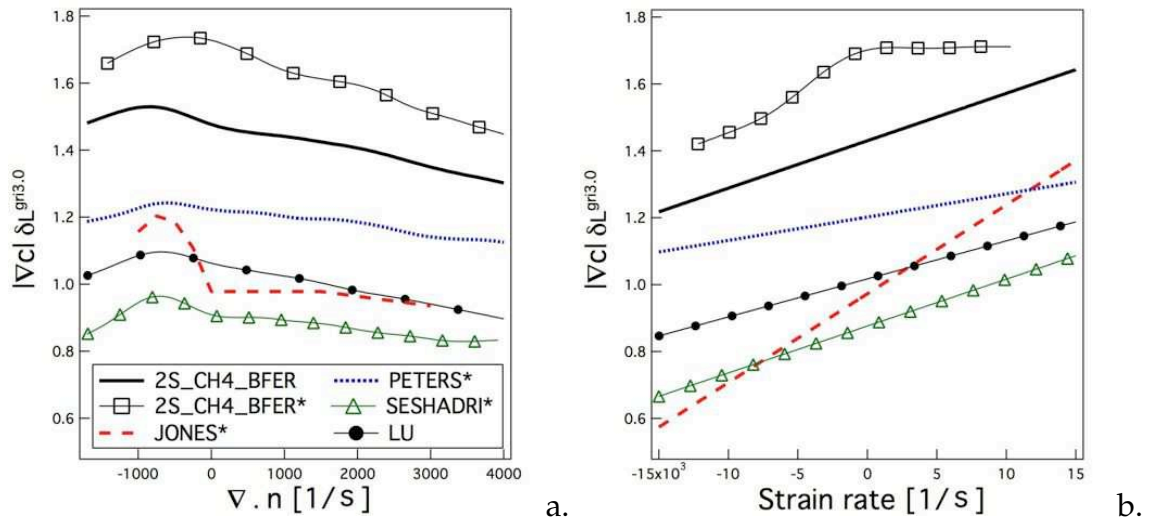 1.8
1.6
1.4
1.2
1.0
0.8
0.6
|∇c| δL^gri3.0
2S_CH4_BFER
2S_CH4_BFER*
JONES*
PETERS*
SESHADRI*
LU
-1000 0 1000 2000 3000 4000
∇ . n [1/s]
a.
1.8
1.6
1.4
1.2
1.0
0.8
0.6
|∇c| δL^gri3.0
-15x10³ -10 -5 0 5 10 15
Strain rate [1/s]
b.